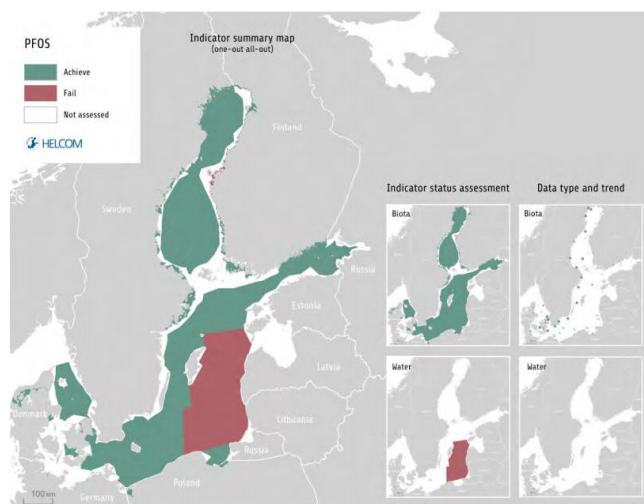 PFOS
Achieve
Fail
Not assessed
HELCOM
Indicator summary map
(one-out all-out)
Finland
Sweden
Russia
Estonia
Latvia
Lithuania
Russia
Denmark
Poland
Germany
100km
Indicator status assessment
Data type and trend
Biota
Biota
Water
Water